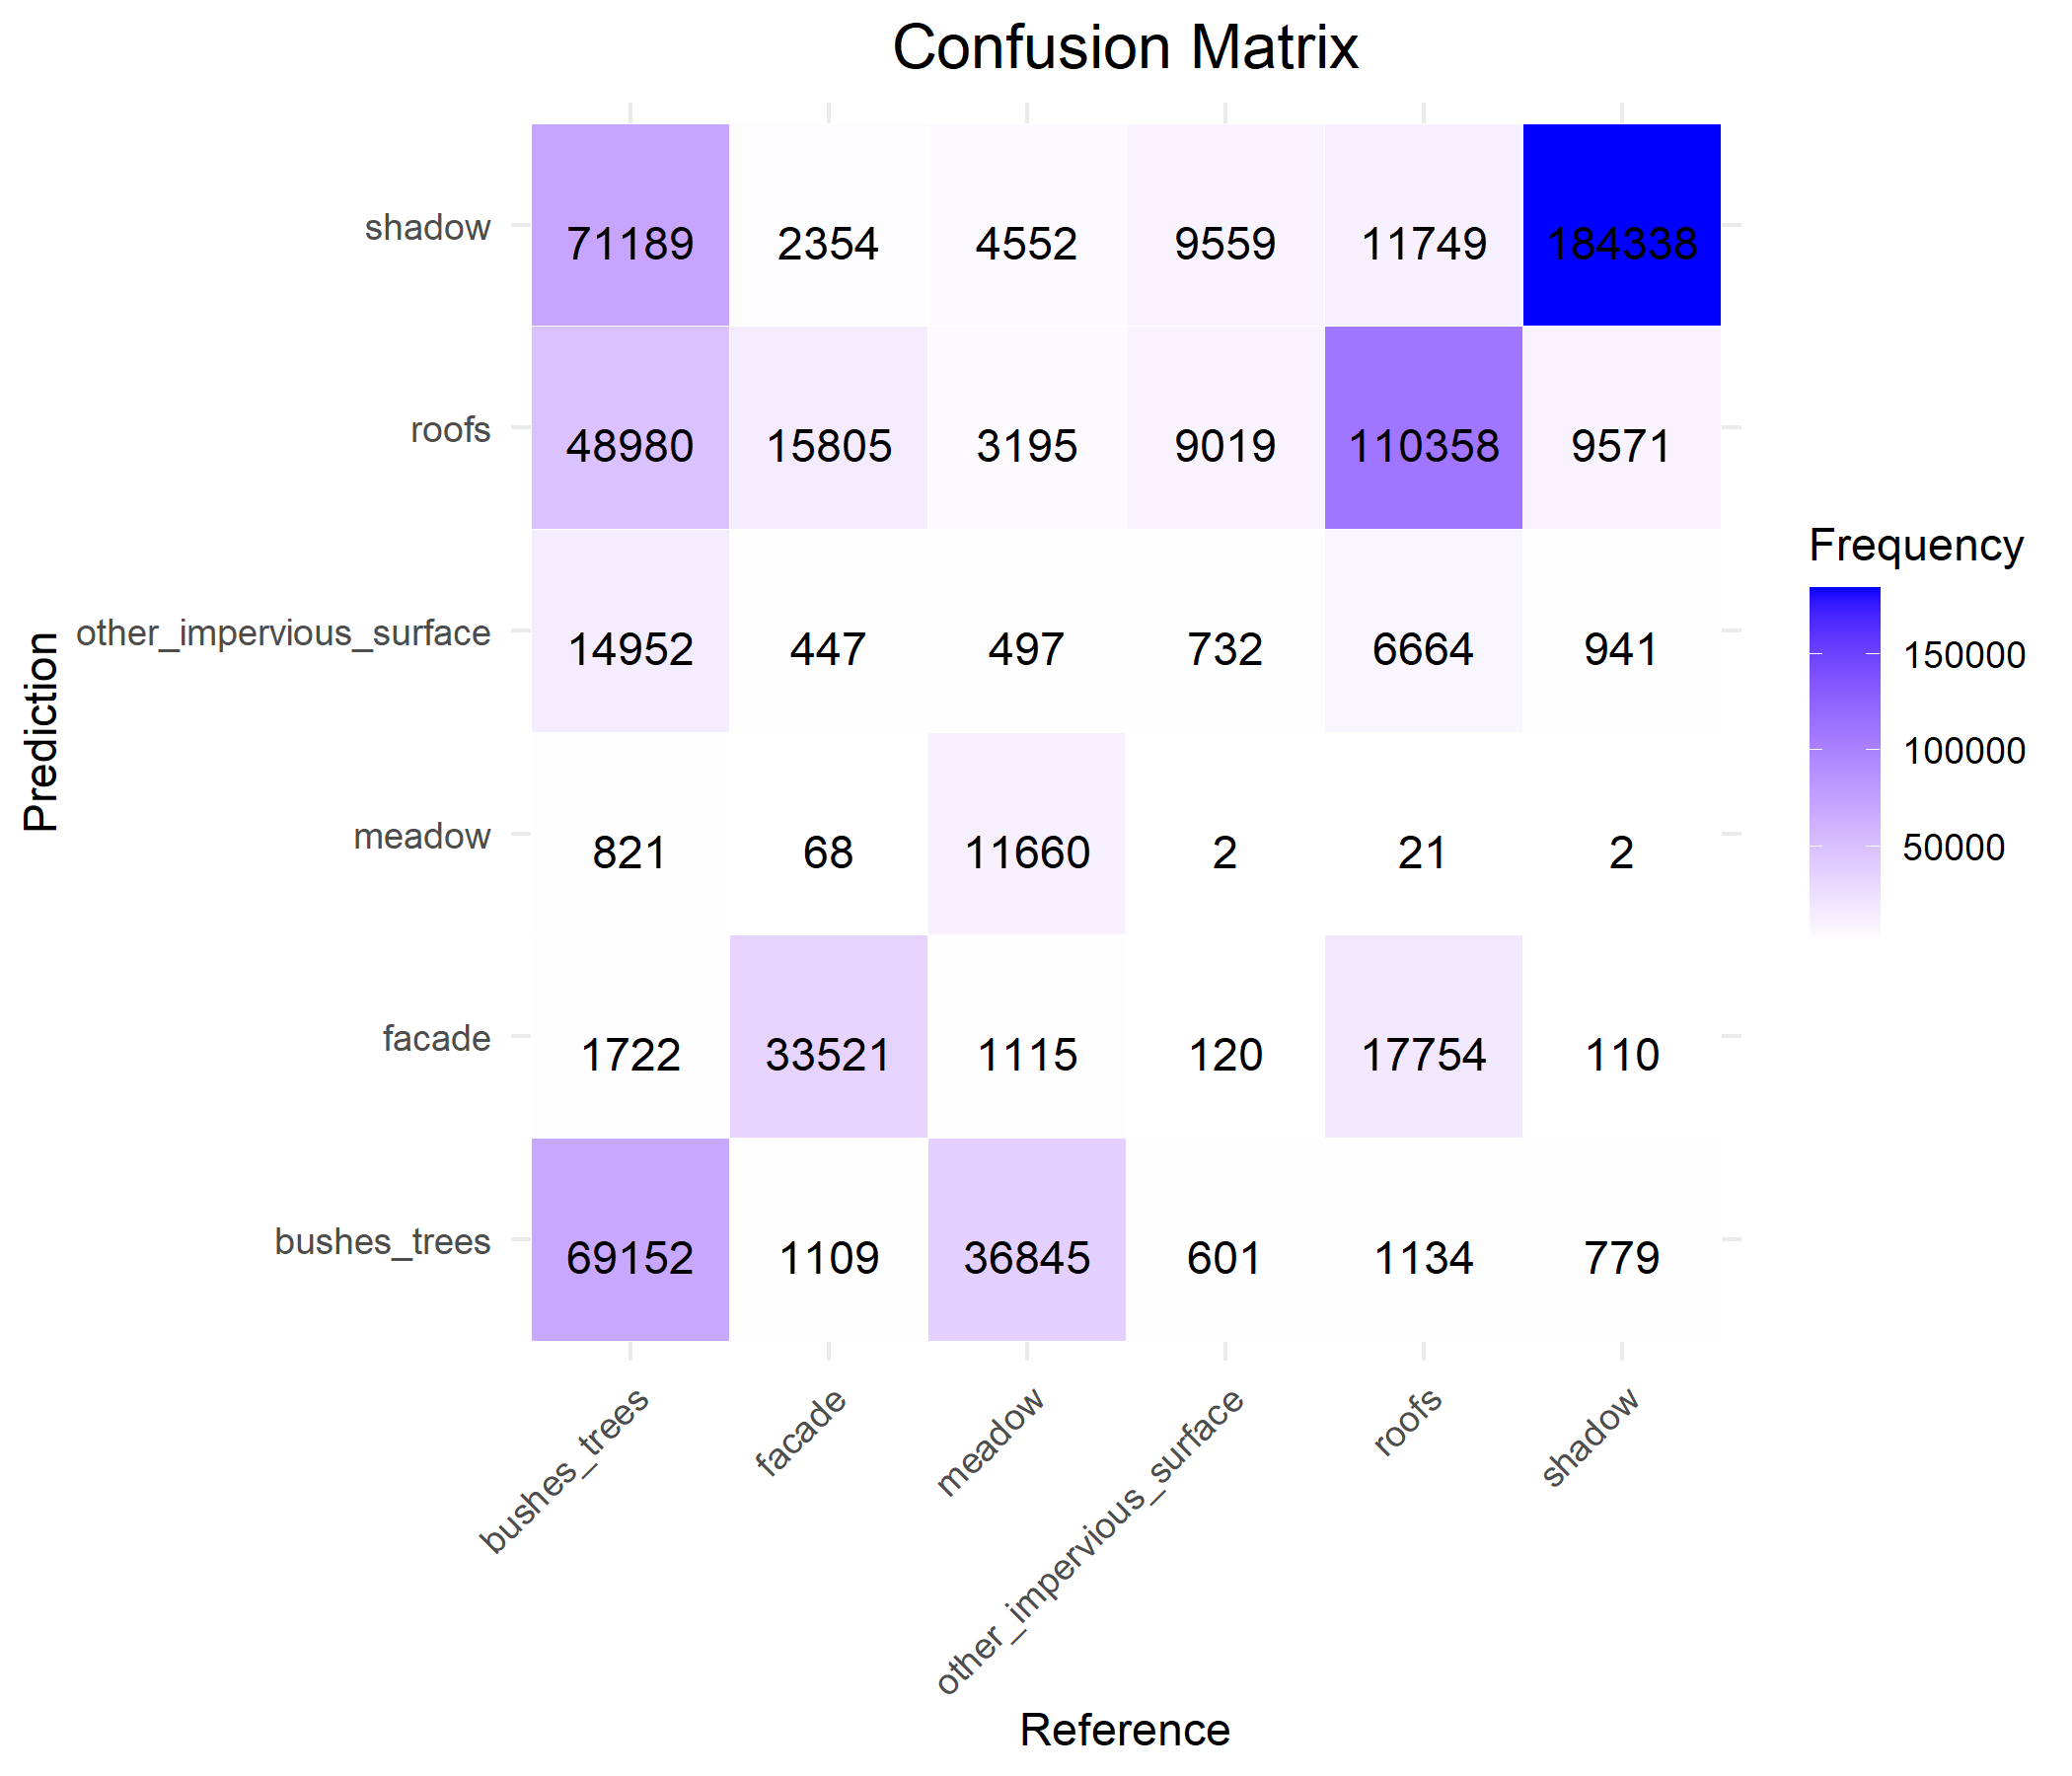 Confusion Matrix
shadow 71189 2354 4552 9559 11749 184338
roofs 48980 15805 3195 9019 110358 9571
other_impervious_surface 14952 447 497 732 6664 941
meadow 821 68 11660 2 21 2
facade 1722 33521 1115 120 17754 110
bushes_trees 69152 1109 36845 601 1134 779
Prediction
bushes_trees facade meadow other_impervious_surface roofs shadow
Reference
Frequency
150000
100000
50000